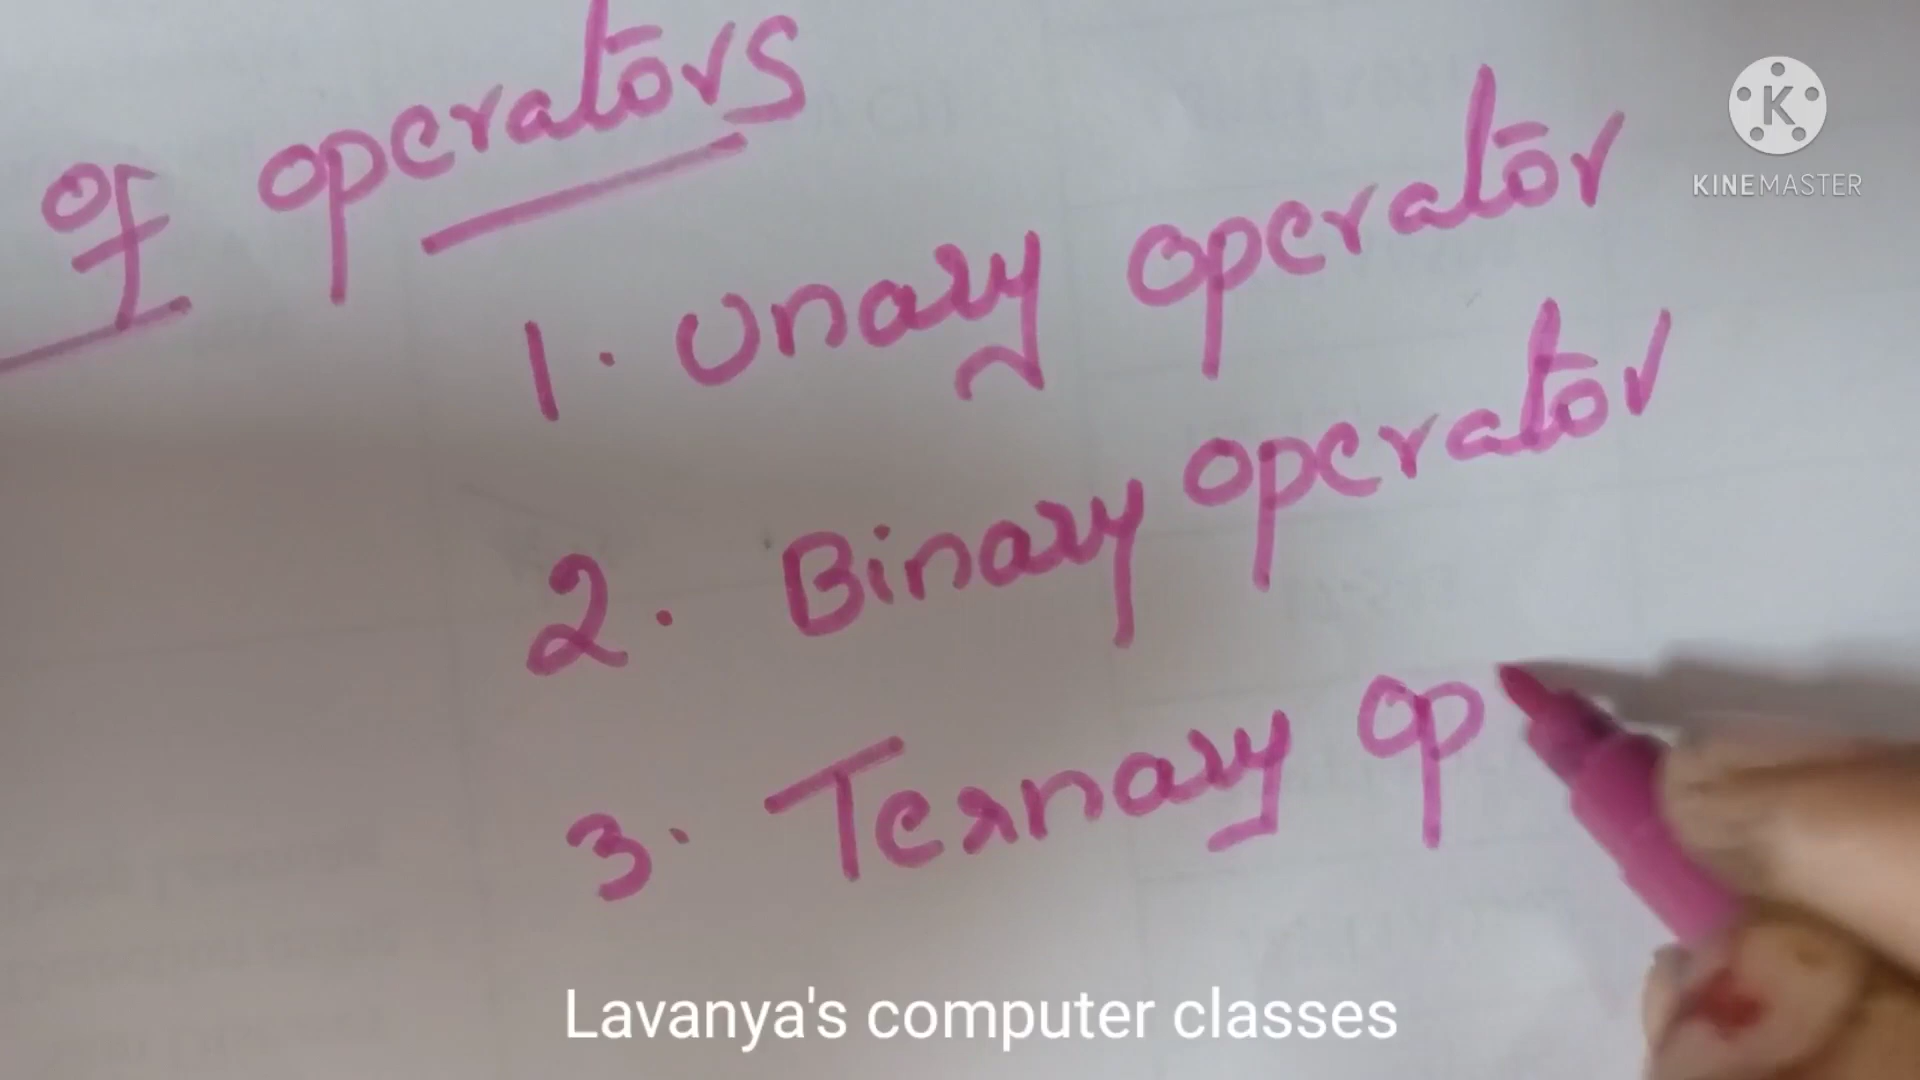 of operators
1. Unary operator
2. Binary operator
3. Ternary op
KINEMASTER
Lavanya's computer classes